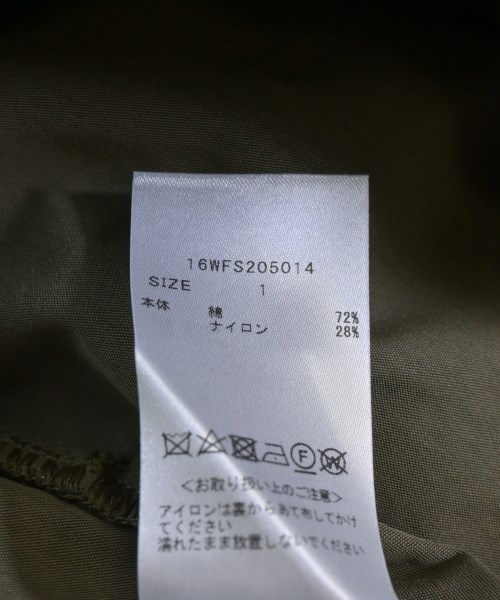 16WFS205014
SIZE 1
本体 綿 72%
ナイロン 28%
F W
<お取り扱い上のご注意>
アイロンは裏からあて布してかけ
てください
濡れたまま放置しないでください